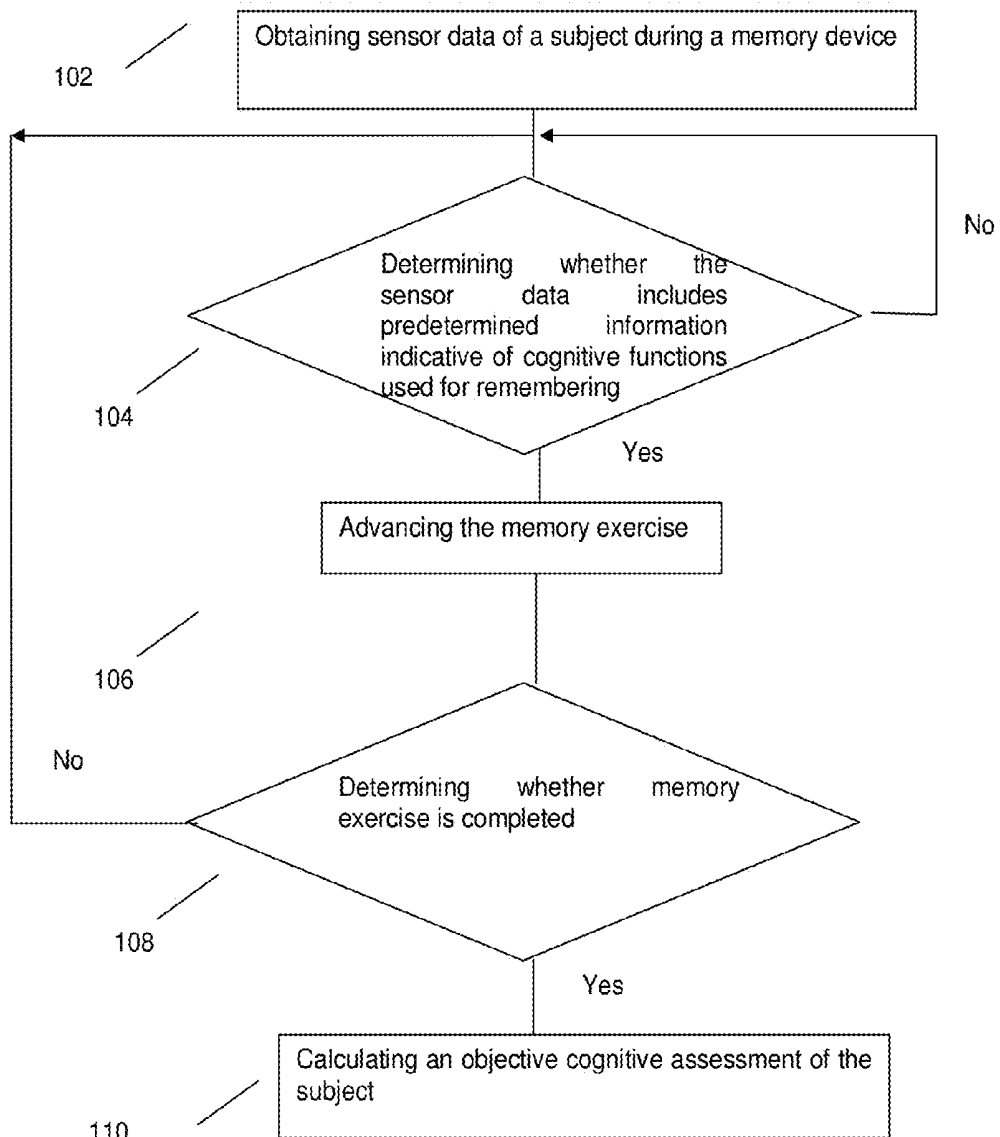 Obtaining sensor data of a subject during a memory device
102
No
Determining whether the
sensor data includes
predetermined information
indicative of cognitive functions
used for remembering
104
Yes
Advancing the memory exercise
106
No
Determining whether memory
exercise is completed
108
Yes
Calculating an objective cognitive assessment of the
subject
110